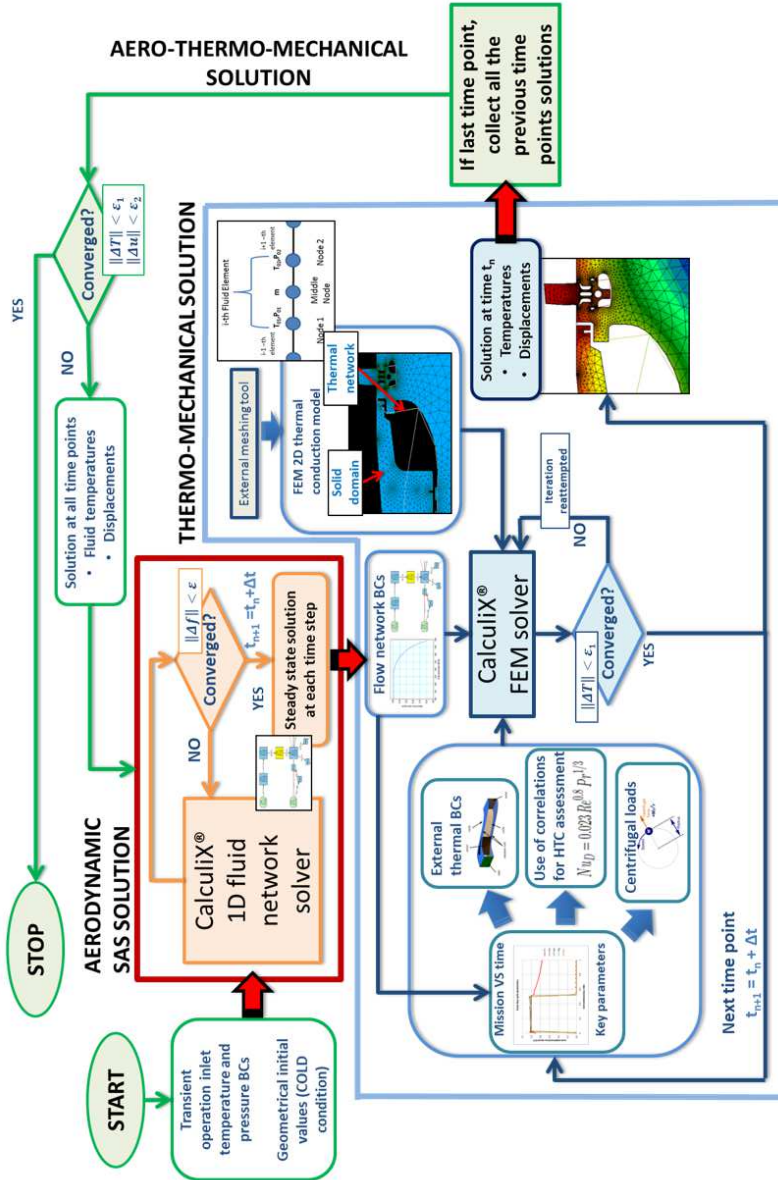 START
Transient
operation inlet
temperature and
pressure BCs
Geometrical initial
values (COLD
condition)
STOP
AERODYNAMIC
SAS SOLUTION
CalculiX®
1D fluid
network
solver
NO
Converged?
‖Δf‖ < ε
YES
tn+1 =tn+Δt
Steady state solution
at each time step
Solution at all time points
• Fluid temperatures
• Displacements
NO
YES
Converged?
‖ΔT‖ < ε1
‖Δu‖ < ε2
AERO-THERMO-MECHANICAL
SOLUTION
If last time point,
collect all the
previous time
points solutions
THERMO-MECHANICAL SOLUTION
External meshing tool
i-th Fluid Element
i-1 -th
element
i+1 -th
element
m
Node 1
Middle
Node
Node 2
FEM 2D thermal
conduction model
Solid
domain
Thermal
network
Flow network BCs
Mission VS time
Key parameters
External
thermal BCs
Use of correlations
for HTC assessment
NuD = 0.023 Re^0.8 Pr^1/3
Centrifugal loads
CalculiX®
FEM solver
‖ΔT‖ < ε1
Converged?
NO
Iteration
reattempted
YES
Solution at time tn
• Temperatures
• Displacements
Next time point
tn+1 = tn + Δt